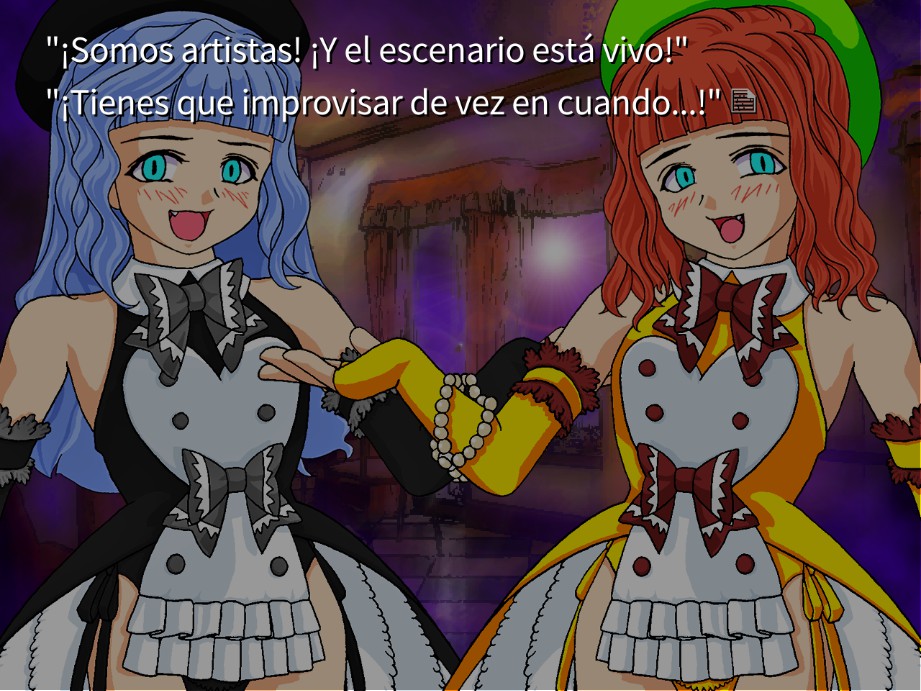 "¡Somos artistas! ¡Y el escenario está vivo!"
"¡Tienes que improvisar de vez en cuando...!"